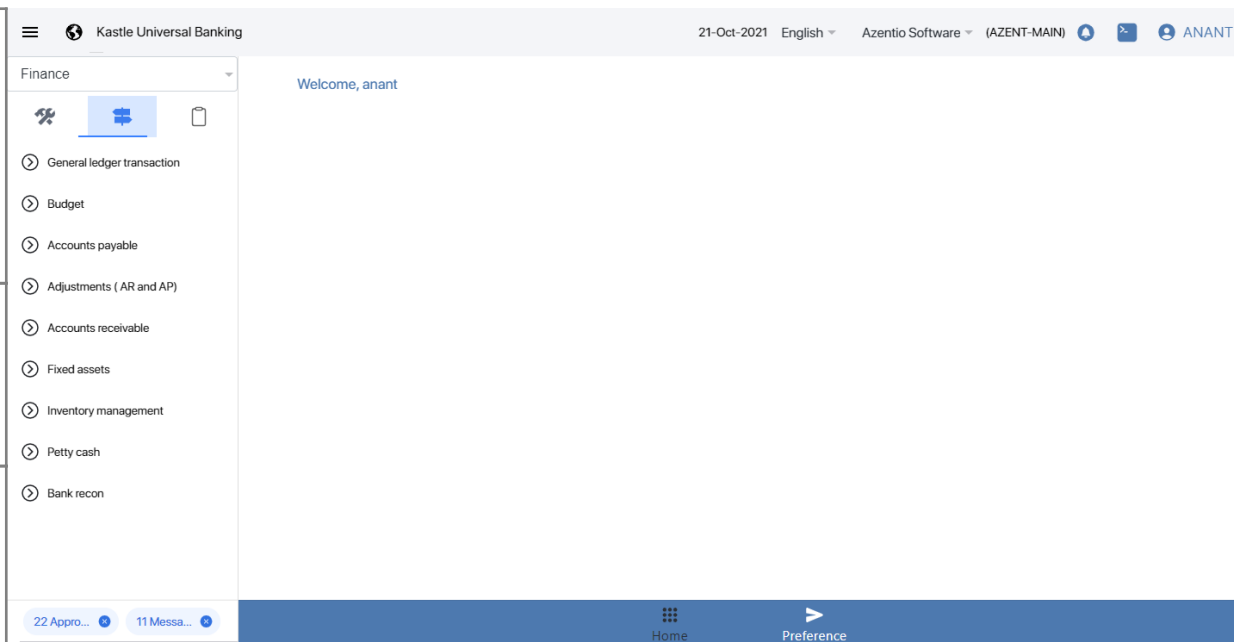 Kastle Universal Banking 21-Oct-2021 English Azentio Software (AZENT-MAIN) ANANT
Finance
Welcome, anant
General ledger transaction
Budget
Accounts payable
Adjustments ( AR and AP)
Accounts receivable
Fixed assets
Inventory management
Petty cash
Bank recon
22 Appro... 11 Messa...
Home Preference